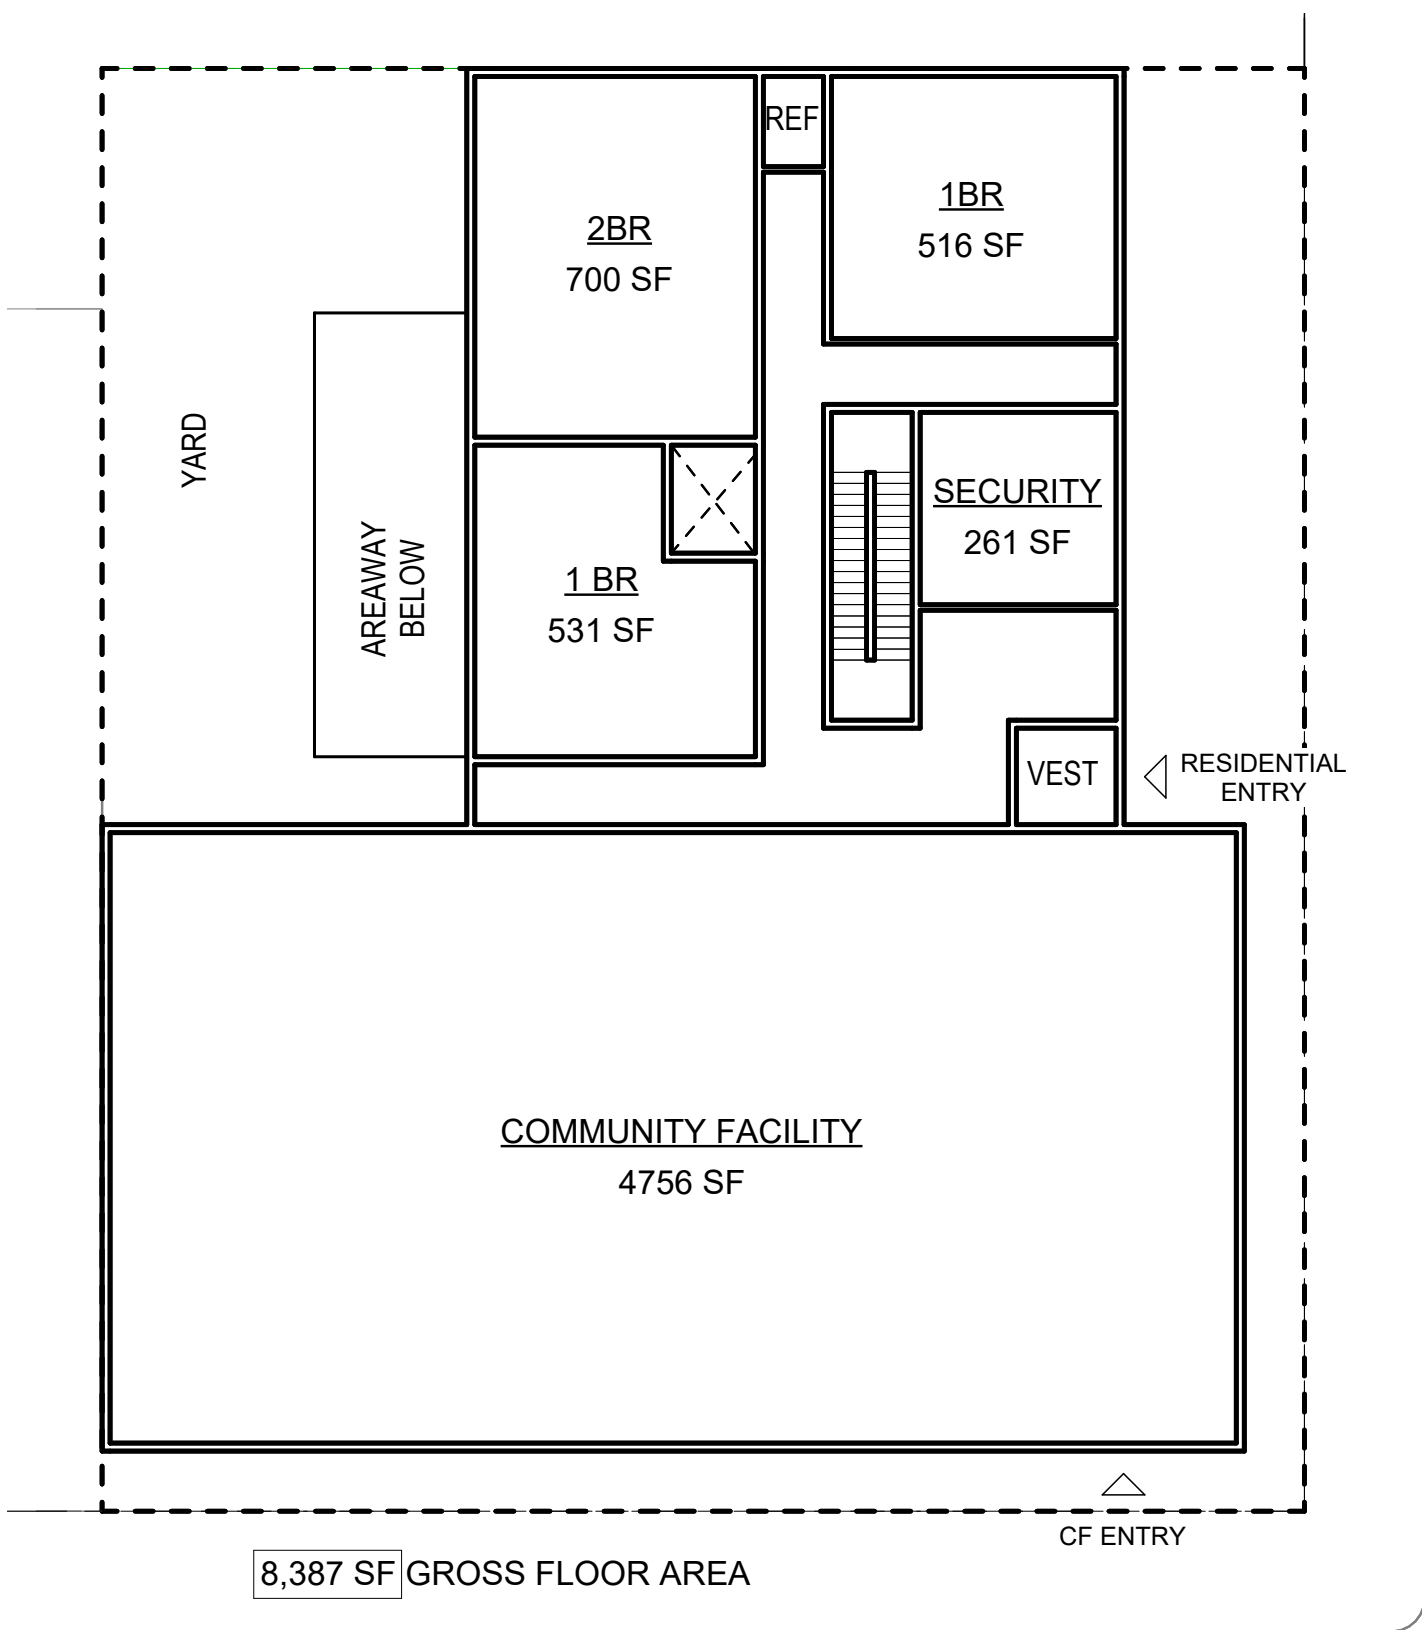 REF
1BR
516 SF
2BR
700 SF
YARD
AREAWAY
BELOW
SECURITY
261 SF
1 BR
531 SF
VEST
RESIDENTIAL
ENTRY
COMMUNITY FACILITY
4756 SF
CF ENTRY
8,387 SF GROSS FLOOR AREA